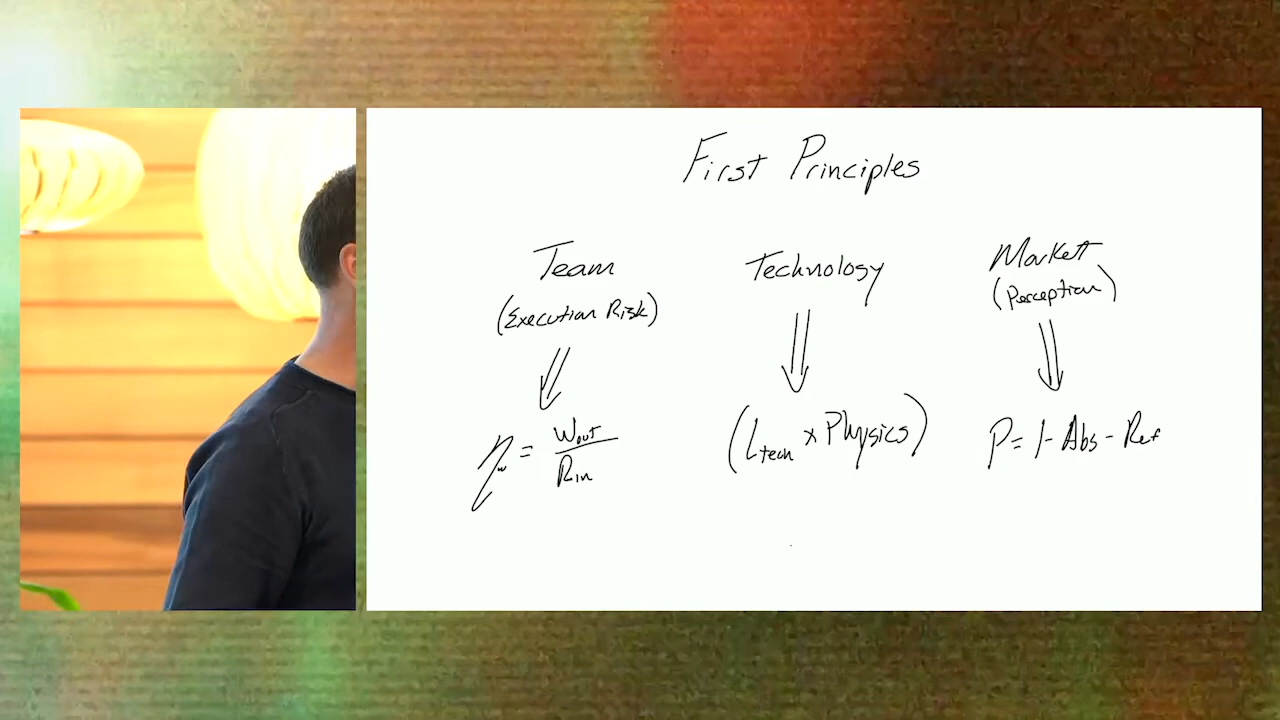 First Principles
Team
(Execution Risk)
η = Wout / Rin
Technology
(Ltech × Physics)
Market
(Perception)
P = 1 - Abs - Ref